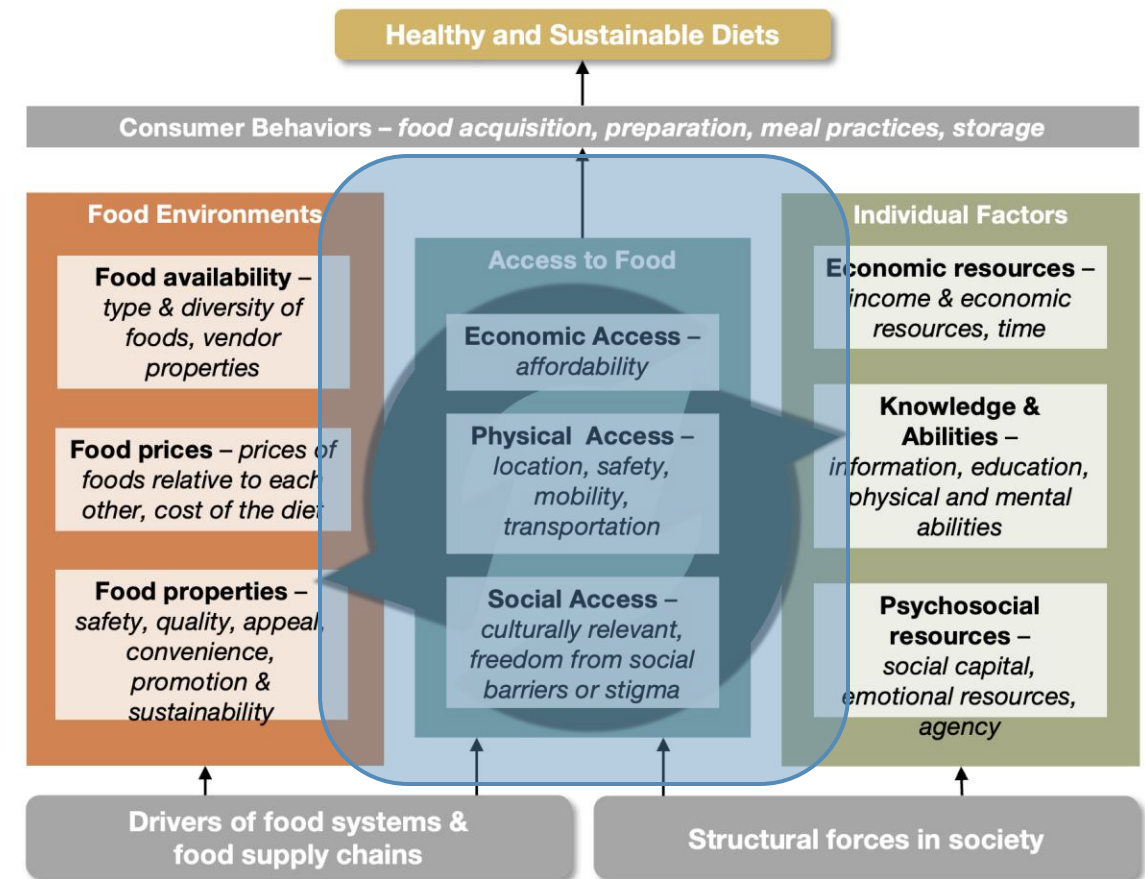 Healthy and Sustainable Diets
Consumer Behaviors – food acquisition, preparation, meal practices, storage
Food Environments
Food availability –
type & diversity of
foods, vendor
properties
Food prices – prices of
foods relative to each
other, cost of the diet
Food properties –
safety, quality, appeal,
convenience,
promotion &
sustainability
Access to Food
Economic Access –
affordability
Physical Access –
location, safety,
mobility,
transportation
Social Access –
culturally relevant,
freedom from social
barriers or stigma
Individual Factors
Economic resources –
income & economic
resources, time
Knowledge &
Abilities –
information, education,
physical and mental
abilities
Psychosocial
resources –
social capital,
emotional resources,
agency
Drivers of food systems &
food supply chains
Structural forces in society